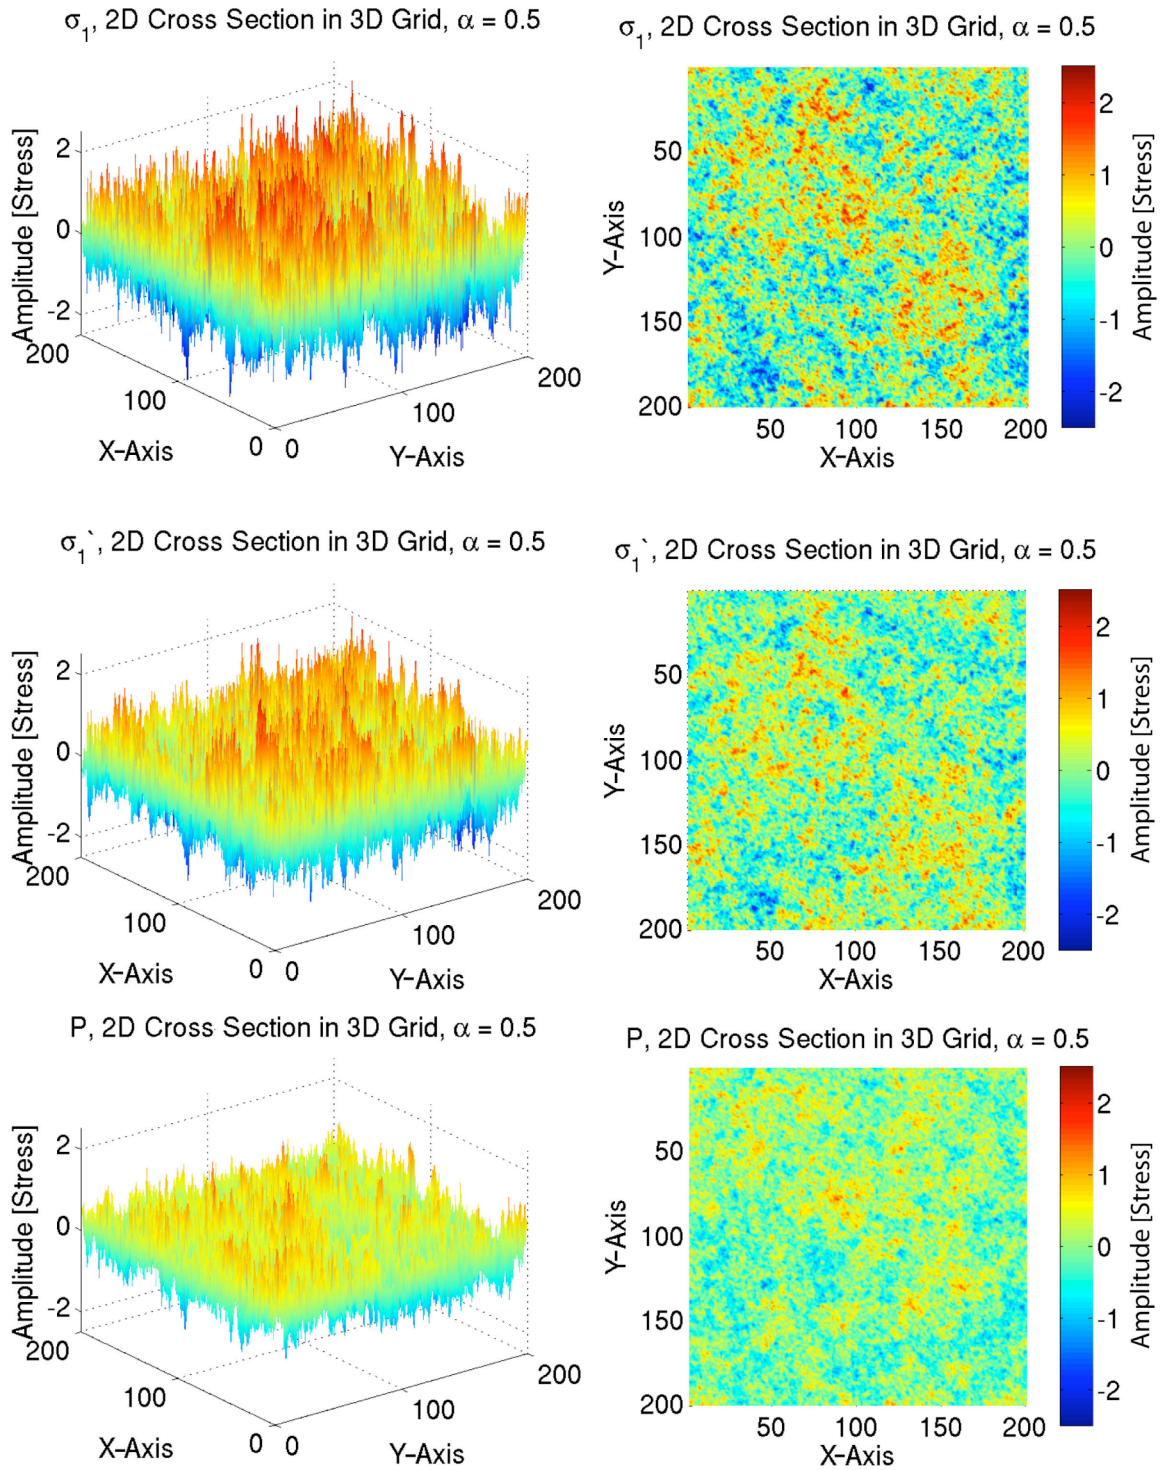 σ1, 2D Cross Section in 3D Grid, α = 0.5
Amplitude [Stress]
2
0
-2
200
100
0
X-Axis
0
100
200
Y-Axis
σ1, 2D Cross Section in 3D Grid, α = 0.5
Y-Axis
50
100
150
200
50
100
150
200
X-Axis
2
1
0
-1
-2
Amplitude [Stress]
σ1`, 2D Cross Section in 3D Grid, α = 0.5
Amplitude [Stress]
2
0
-2
200
100
0
X-Axis
0
100
200
Y-Axis
σ1`, 2D Cross Section in 3D Grid, α = 0.5
Y-Axis
50
100
150
200
50
100
150
200
X-Axis
2
1
0
-1
-2
Amplitude [Stress]
P, 2D Cross Section in 3D Grid, α = 0.5
Amplitude [Stress]
2
0
-2
200
100
0
X-Axis
0
100
200
Y-Axis
P, 2D Cross Section in 3D Grid, α = 0.5
Y-Axis
50
100
150
200
50
100
150
200
X-Axis
2
1
0
-1
-2
Amplitude [Stress]